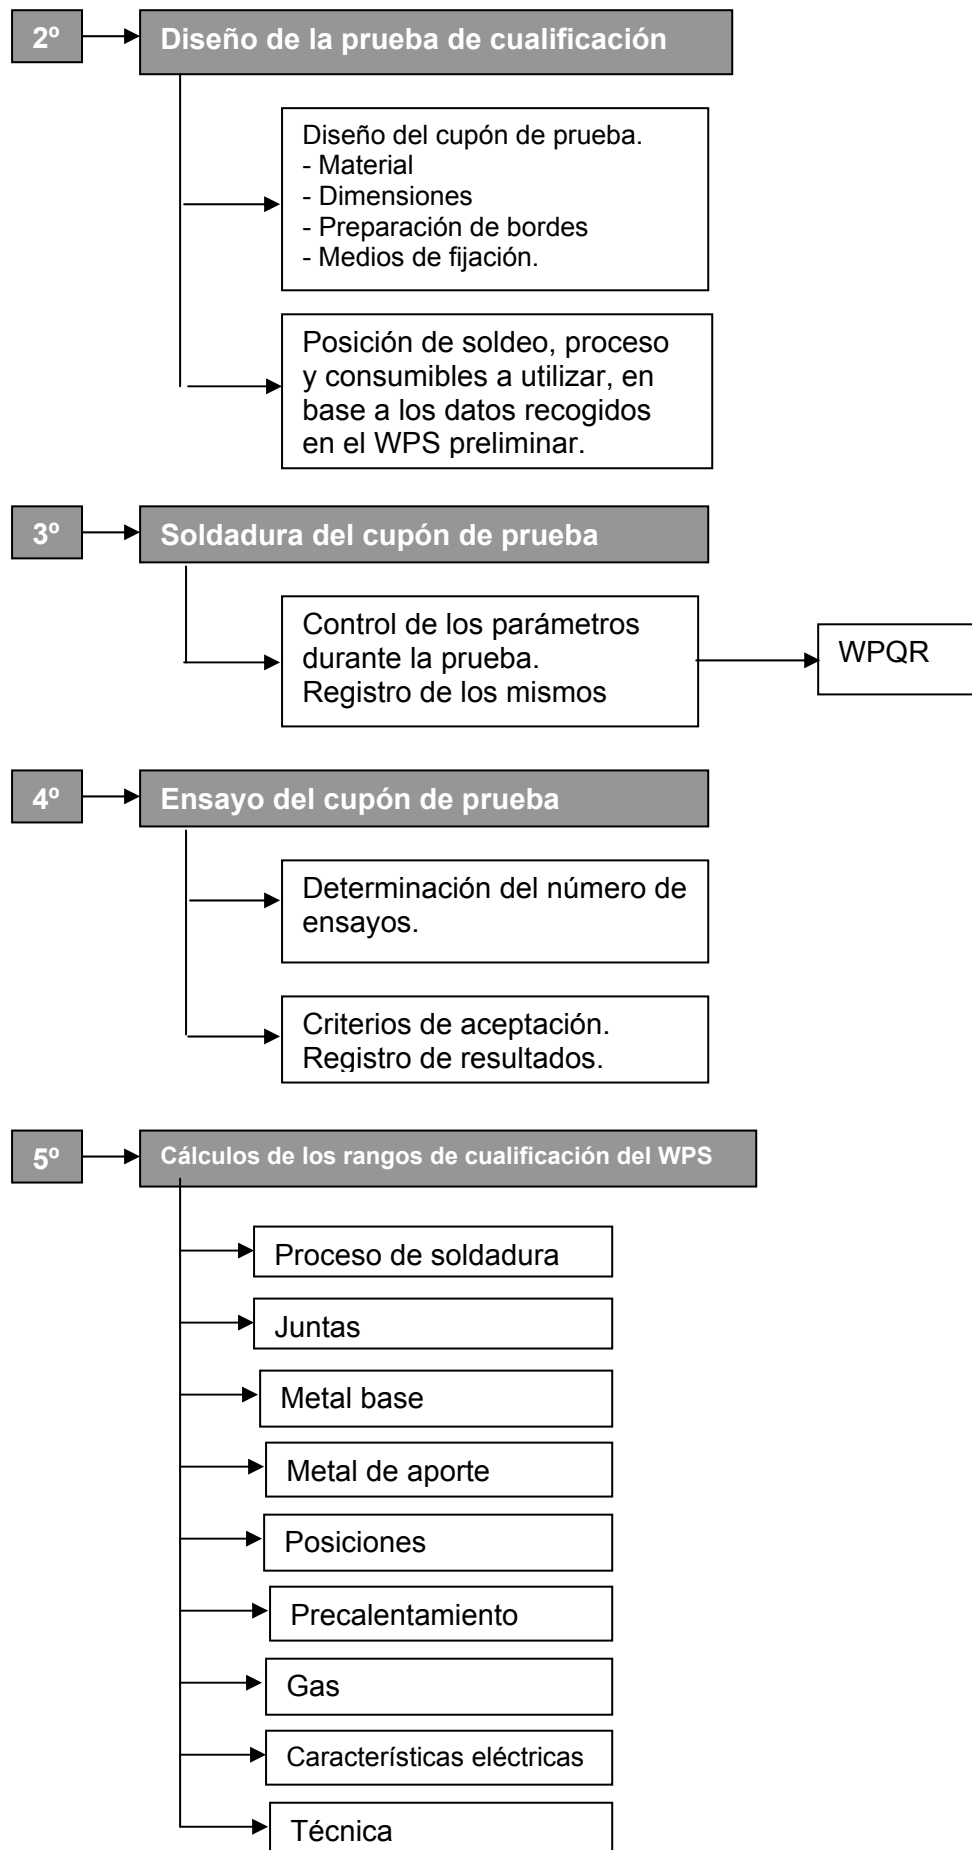 2º
Diseño de la prueba de cualificación
Diseño del cupón de prueba.
- Material
- Dimensiones
- Preparación de bordes
- Medios de fijación.
Posición de soldeo, proceso
y consumibles a utilizar, en
base a los datos recogidos
en el WPS preliminar.
3º
Soldadura del cupón de prueba
Control de los parámetros
durante la prueba.
Registro de los mismos
WPQR
4º
Ensayo del cupón de prueba
Determinación del número de
ensayos.
Criterios de aceptación.
Registro de resultados.
5º
Cálculos de los rangos de cualificación del WPS
Proceso de soldadura
Juntas
Metal base
Metal de aporte
Posiciones
Precalentamiento
Gas
Características eléctricas
Técnica